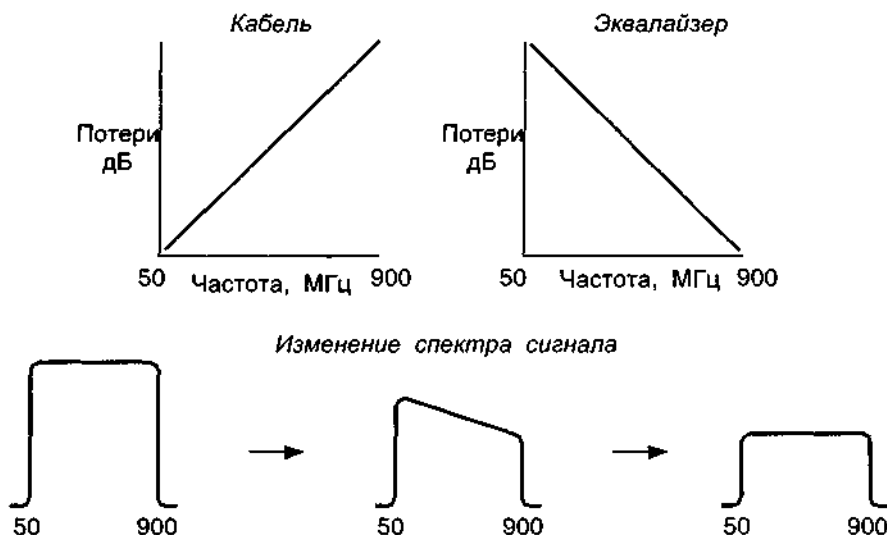 Кабель
Эквалайзер
Потери
дБ
Потери
дБ
50 Частота, МГц 900
50 Частота, МГц 900
Изменение спектра сигнала
50 900
50 900
50 900